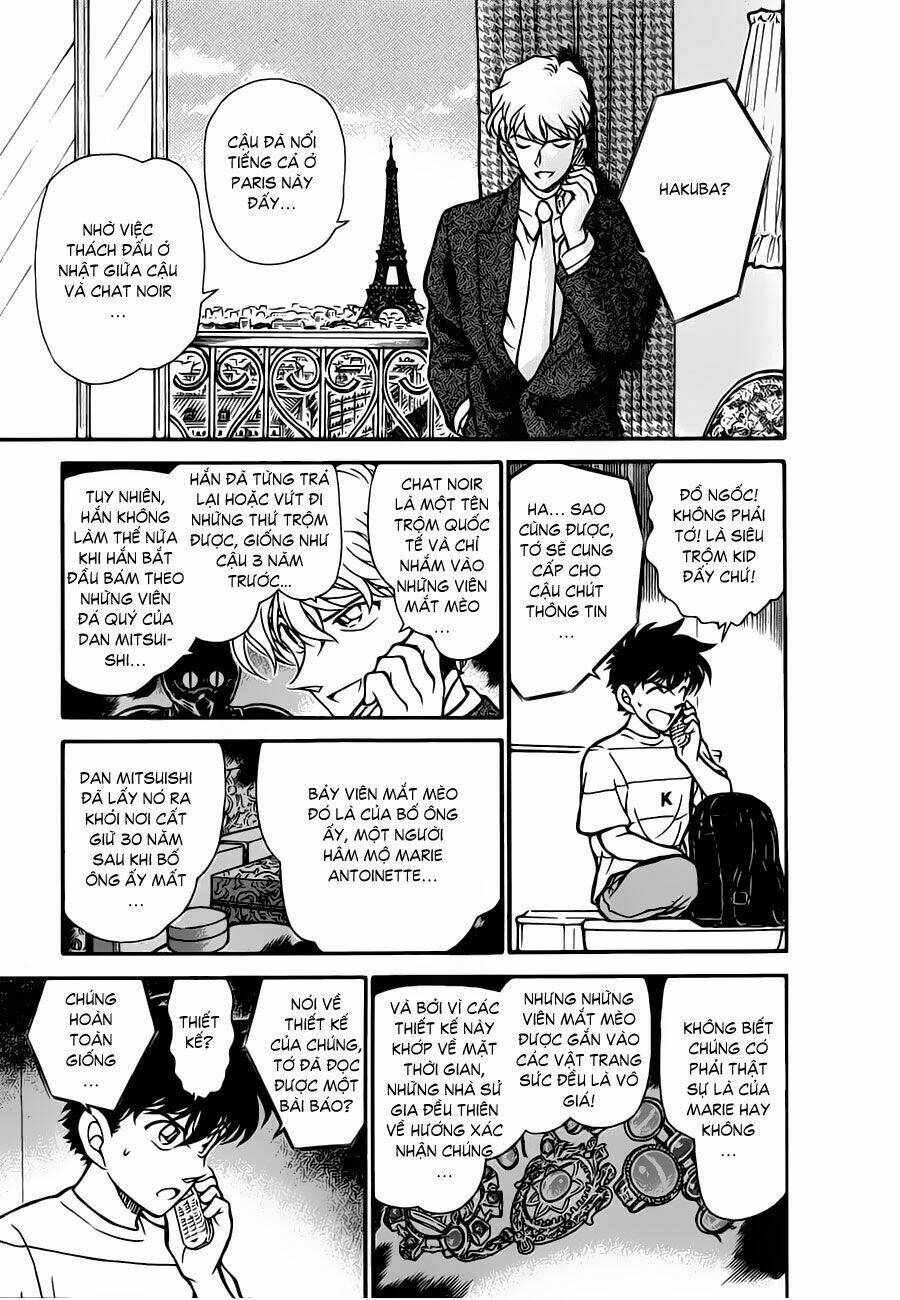 HAKUBA?
CẬU ĐÃ NỔI
TIẾNG CẢ Ở
PARIS NÀY
ĐẤY...
NHỜ VIỆC
THÁCH ĐẤU Ở
NHẬT GIỮA CẬU
VÀ CHAT NOIR
...
ĐỒ NGỐC!
KHÔNG PHẢI
TỚ! LÀ SIÊU
TRỘM KID
ĐẤY CHỨ!
HA... SAO
CŨNG ĐƯỢC,
TỚ SẼ CUNG
CẤP CHO
CẬU CHÚT
THÔNG TIN
...
K
CHAT NOIR
LÀ MỘT TÊN
TRỘM QUỐC
TẾ VÀ CHỈ
NHẮM VÀO
NHỮNG VIÊN
MẮT MÈO
...
HẮN ĐÃ TỪNG TRẢ
LẠI HOẶC VỨT ĐI
NHỮNG THỨ TRỘM
ĐƯỢC, GIỐNG NHƯ
CẬU 3 NĂM
TRƯỚC...
TUY NHIÊN,
HẮN KHÔNG
LÀM THẾ NỮA
KHI HẮN BẮT
ĐẦU BÁM THEO
NHỮNG VIÊN
ĐÁ QUÝ CỦA
DAN MITSUI-
SHI...
BẢY VIÊN MẮT MÈO
ĐÓ LÀ CỦA BỐ ÔNG
ẤY, MỘT NGƯỜI
HÂM MỘ MARIE
ANTOINETTE...
DAN MITSUISHI
ĐÃ LẤY NÓ RA
KHỎI NƠI CẤT
GIỮ 30 NĂM
SAU KHI BỐ
ÔNG ẤY MẤT
...
KHÔNG BIẾT
CHÚNG CÓ
PHẢI THẬT
SỰ LÀ CỦA
MARIE HAY
KHÔNG
...
NHƯNG NHỮNG
VIÊN MẮT MÈO
ĐƯỢC GẮN VÀO
CÁC VẬT TRANG
SỨC ĐỀU LÀ VÔ
GIÁ!
VÀ BỞI VÌ CÁC
THIẾT KẾ NÀY
KHỚP VỀ MẶT
THỜI GIAN,
NHỮNG NHÀ SỬ
GIA ĐỀU THIÊN
VỀ HƯỚNG XÁC
NHẬN CHÚNG
...
NÓI VỀ
THIẾT KẾ
CỦA CHÚNG,
TỚ ĐÃ ĐỌC
ĐƯỢC MỘT
BÀI BÁO?
THIẾT
KẾ?
CHÚNG
HOÀN
TOÀN
GIỐNG
...